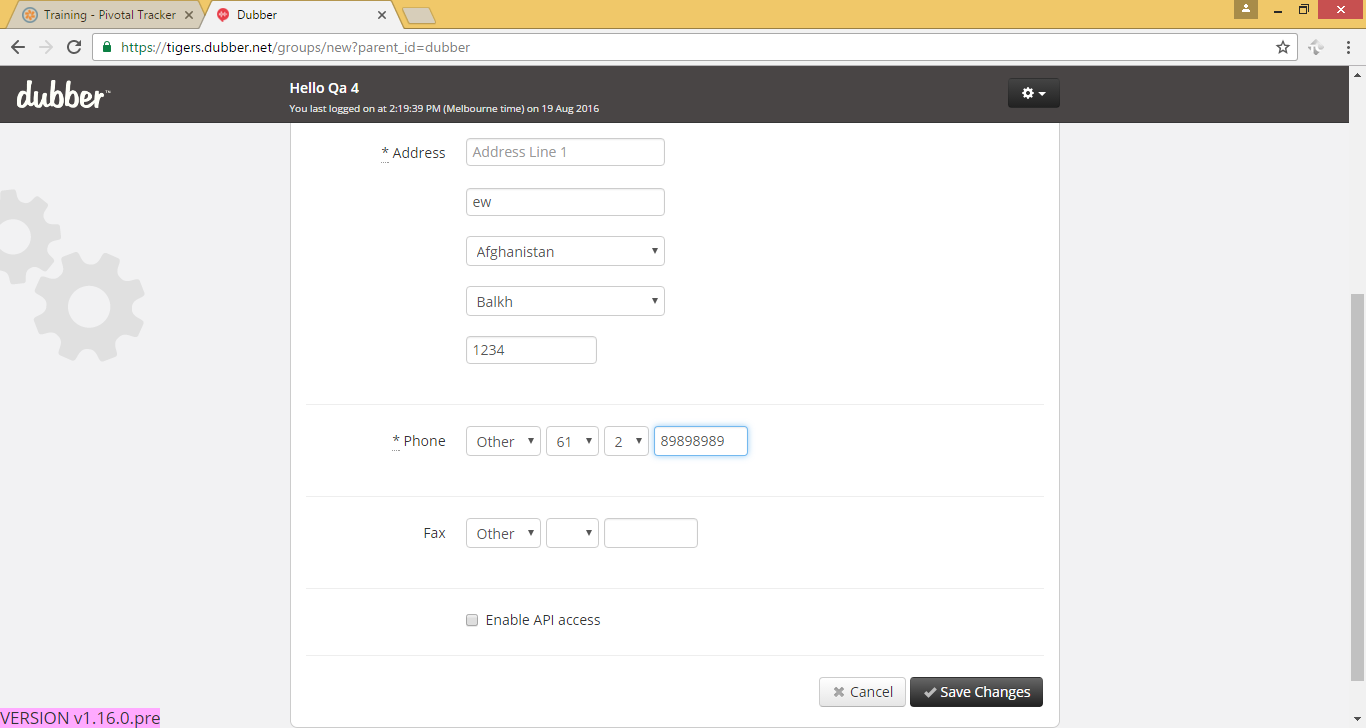 Training - Pivotal Tracker
Dubber
https://tigers.dubber.net/groups/new?parent_id=dubber
dubber™
Hello Qa 4
You last logged on at 2:19:39 PM (Melbourne time) on 19 Aug 2016
* Address
Address Line 1
ew
Afghanistan
Balkh
1234
* Phone Other 61 2 89898989
Fax Other
Enable API access
Cancel Save Changes
VERSION v1.16.0.pre